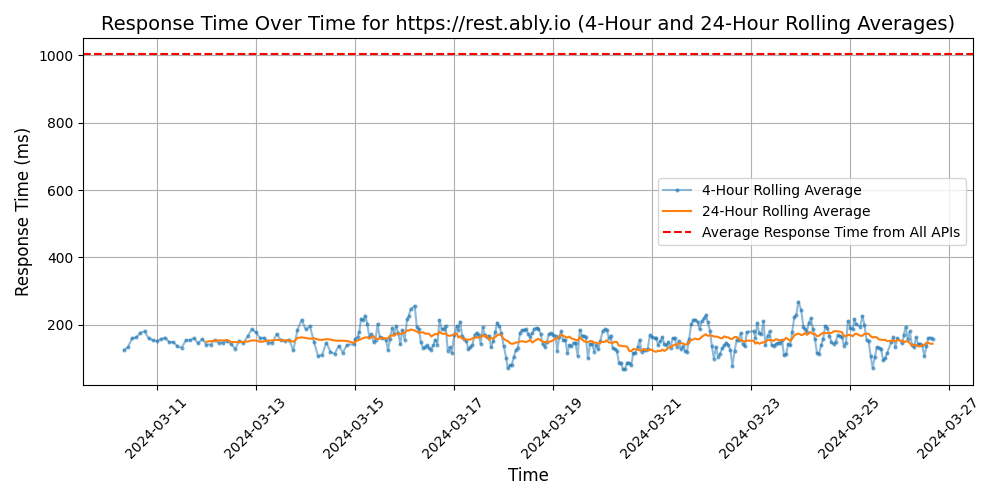 Response Time Over Time for https://rest.ably.io (4-Hour and 24-Hour Rolling Averages)
Response Time (ms)
1000
800
600
400
200
4-Hour Rolling Average
24-Hour Rolling Average
Average Response Time from All APIs
2024-03-11
2024-03-13
2024-03-15
2024-03-17
2024-03-19
2024-03-21
2024-03-23
2024-03-25
2024-03-27
Time